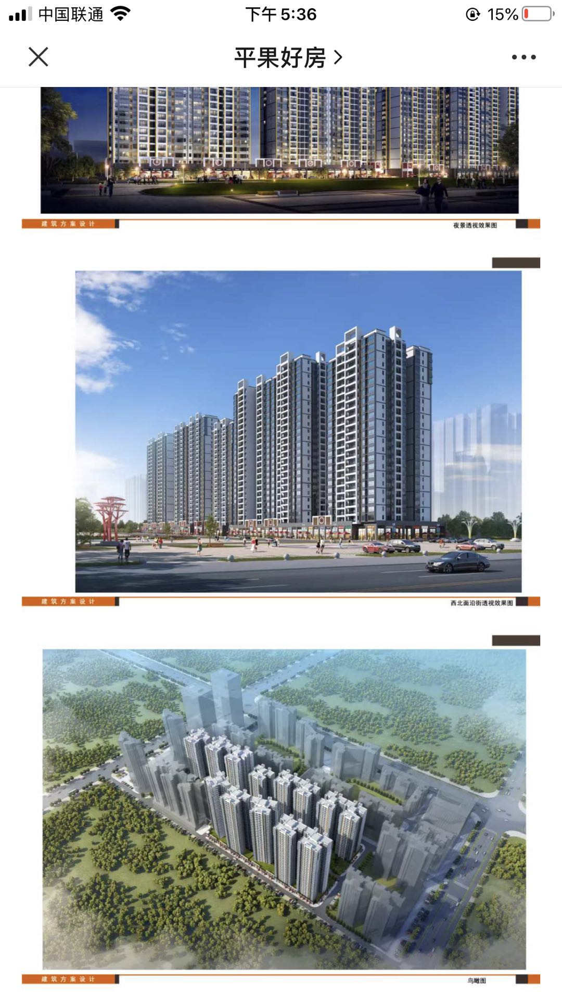 中国联通
下午5:36
15%
平果好房
建筑方案设计
夜景透视效果图
建筑方案设计
西北面沿街透视效果图
建筑方案设计
鸟瞰图